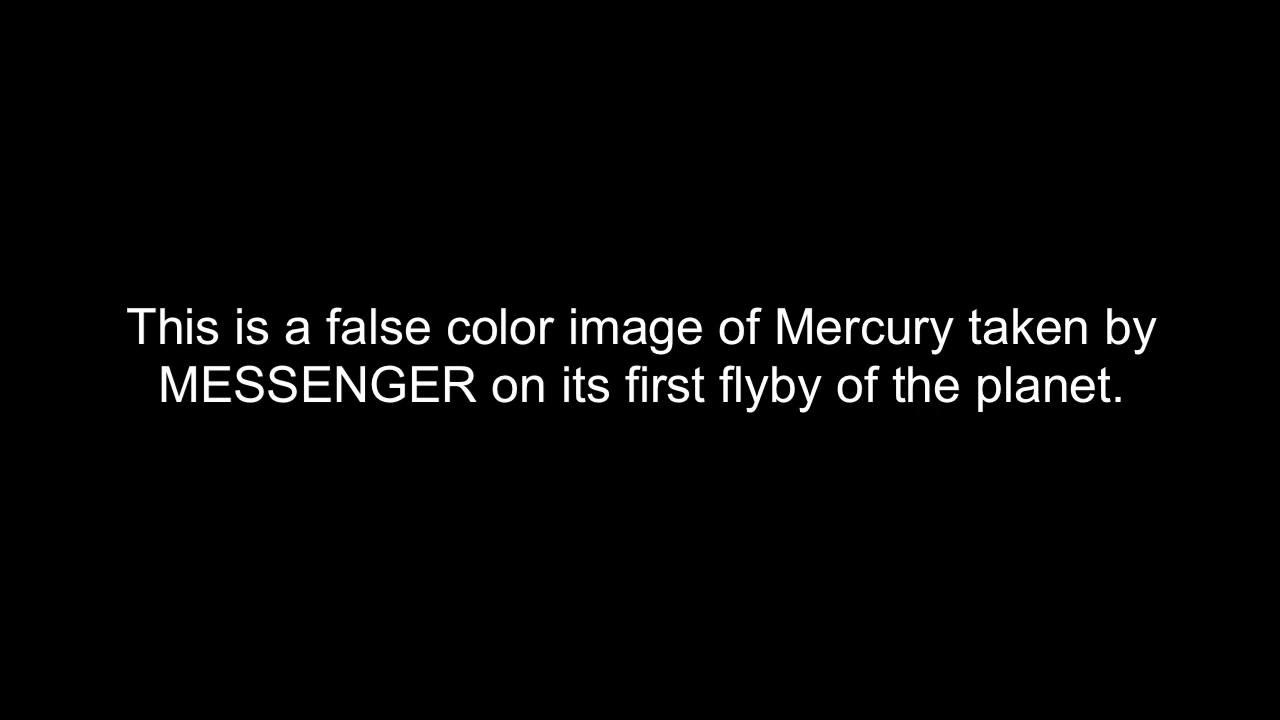 This is a false color image of Mercury taken by
MESSENGER on its first flyby of the planet.